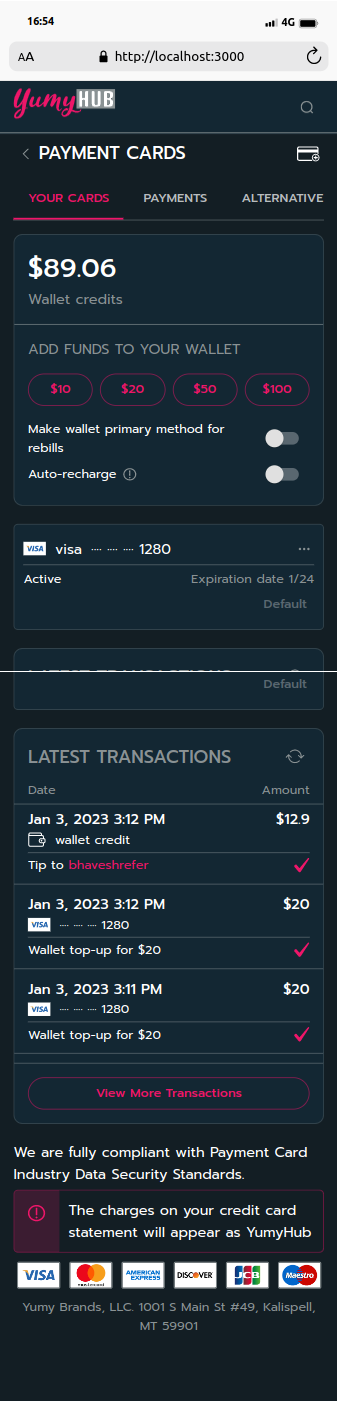 16:54
4G
AA
http://localhost:3000
YumyHUB
PAYMENT CARDS
YOUR CARDS PAYMENTS ALTERNATIVE
$89.06
Wallet credits
ADD FUNDS TO YOUR WALLET
$10 $20 $50 $100
Make wallet primary method for
rebills
Auto-recharge
VISA visa ···· ···· ···· 1280 ···
Active Expiration date 1/24
Default
Default
LATEST TRANSACTIONS
Date Amount
Jan 3, 2023 3:12 PM $12.9
wallet credit
Tip to bhaveshrefer
Jan 3, 2023 3:12 PM $20
VISA ···· ···· ···· 1280
Wallet top-up for $20
Jan 3, 2023 3:11 PM $20
VISA ···· ···· ···· 1280
Wallet top-up for $20
View More Transactions
We are fully compliant with Payment Card
Industry Data Security Standards.
The charges on your credit card
statement will appear as YumyHub
VISA mastercard AMERICAN EXPRESS DISCOVER JCB Maestro
Yumy Brands, LLC. 1001 S Main St #49, Kalispell,
MT 59901